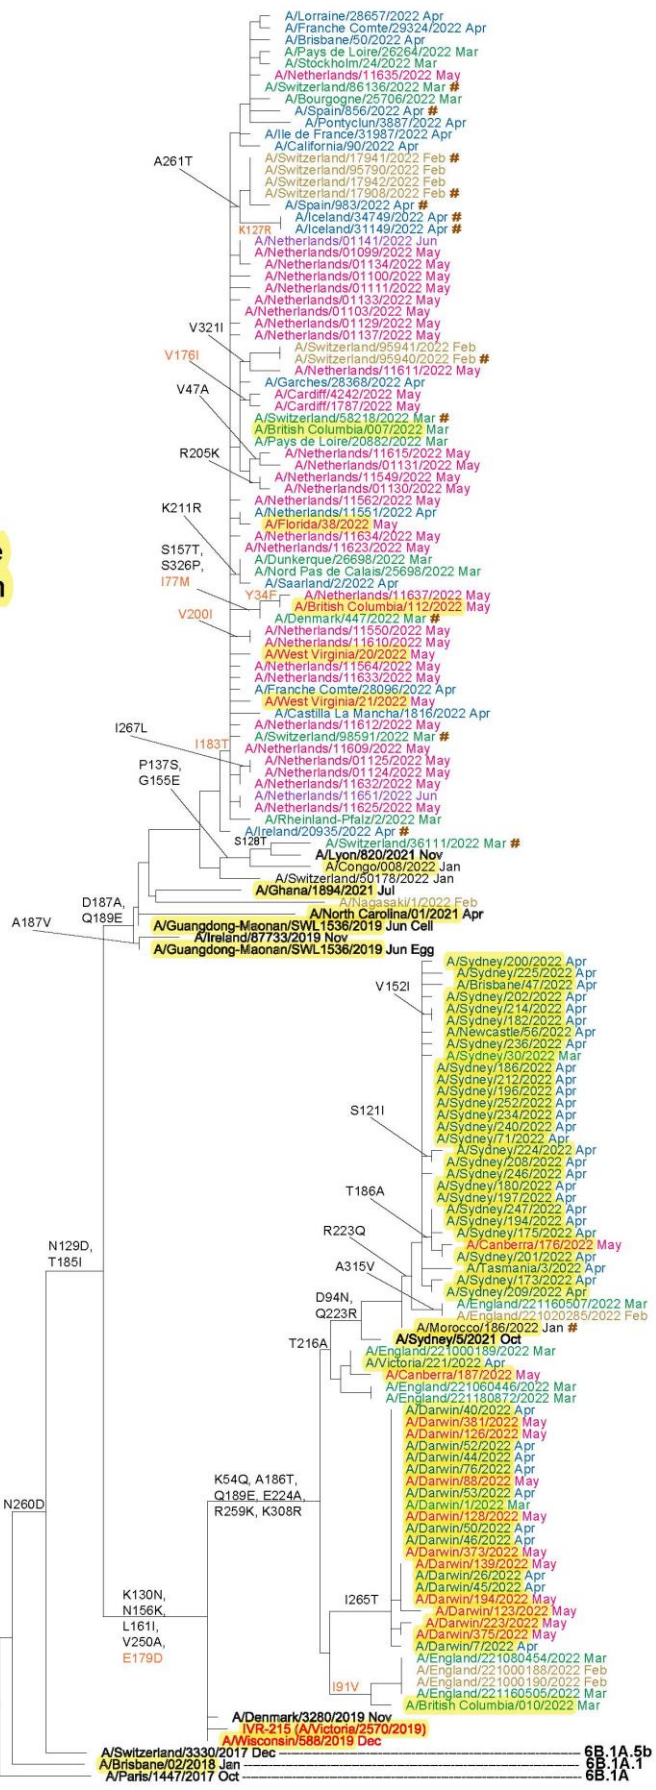 A/Lorraine/28657/2022 Apr
A/Franche Comte/29324/2022 Apr
A/Brisbane/50/2022 Apr
A/Pays de Loire/26264/2022 Mar
A/Stockholm/24/2022 Mar
A/Netherlands/11635/2022 May
A/Switzerland/86136/2022 Mar #
A/Bourgogne/25706/2022 Mar
A/Spain/856/2022 Apr #
A/Pontyclun/3887/2022 Apr
A/Ile de France/31987/2022 Apr
A/California/90/2022 Apr
A261T
A/Switzerland/17941/2022 Feb #
A/Switzerland/95790/2022 Feb
A/Switzerland/17942/2022 Feb
A/Switzerland/17908/2022 Feb #
A/Spain/983/2022 Apr #
A/Iceland/34749/2022 Apr #
K127R
A/Iceland/31149/2022 Apr #
A/Netherlands/01141/2022 Jun
A/Netherlands/01099/2022 May
A/Netherlands/01134/2022 May
A/Netherlands/01100/2022 May
A/Netherlands/01111/2022 May
A/Netherlands/01133/2022 May
A/Netherlands/01103/2022 May
A/Netherlands/01129/2022 May
V321I
A/Netherlands/01137/2022 May
A/Switzerland/95941/2022 Feb
V176I
A/Switzerland/95940/2022 Feb #
A/Netherlands/11611/2022 May
A/Garches/28368/2022 Apr
V47A
A/Cardiff/4242/2022 May
A/Cardiff/1787/2022 May
A/Switzerland/58218/2022 Mar #
A/British Columbia/007/2022 Mar
A/Pays de Loire/20882/2022 Mar
R205K
A/Netherlands/11615/2022 May
A/Netherlands/01131/2022 May
A/Netherlands/11549/2022 May
A/Netherlands/01130/2022 May
A/Netherlands/11562/2022 May
K211R
A/Netherlands/11551/2022 Apr
A/Florida/38/2022 May
A/Netherlands/11634/2022 May
e
S157T,
A/Netherlands/11623/2022 May
S326P,
A/Dunkerque/26698/2022 Mar
A/Nord Pas de Calais/25698/2022 Mar
n
I77M
A/Saarland/2/2022 Apr
Y34F
A/Netherlands/11637/2022 May
A/British Columbia/112/2022 May
V200I
A/Denmark/447/2022 Mar #
A/Netherlands/11550/2022 May
A/Netherlands/11610/2022 May
A/West Virginia/20/2022 May
A/Netherlands/11564/2022 May
A/Netherlands/11633/2022 May
A/Franche Comte/28096/2022 Apr
A/West Virginia/21/2022 May
A/Castilla La Mancha/1816/2022 Apr
I267L
A/Netherlands/11612/2022 May
A/Switzerland/98591/2022 Mar #
I183T
A/Netherlands/11609/2022 May
P137S,
G155E
A/Netherlands/01125/2022 May
A/Netherlands/01124/2022 May
A/Netherlands/11632/2022 May
A/Netherlands/11651/2022 Jun
A/Netherlands/11625/2022 May
A/Rheinland-Pfalz/2/2022 Mar
A/Ireland/20935/2022 Apr #
S128T
A/Switzerland/36111/2022 Mar #
A/Lyon/820/2021 Nov
A/Congo/008/2022 Jan
A/Switzerland/50178/2022 Jan
A/Ghana/1894/2021 Jul
D187A,
Q189E
A/Nagasaki/1/2022 Feb
A/North Carolina/01/2021 Apr
A187V
A/Guangdong-Maonan/SWL1536/2019 Jun Cell
A/Ireland/87733/2019 Nov
A/Guangdong-Maonan/SWL1536/2019 Jun Egg
A/Sydney/200/2022 Apr
A/Sydney/225/2022 Apr
V152I
A/Brisbane/47/2022 Apr
A/Sydney/202/2022 Apr
A/Sydney/214/2022 Apr
A/Sydney/182/2022 Apr
A/Newcastle/56/2022 Apr
A/Sydney/236/2022 Apr
A/Sydney/30/2022 Mar
A/Sydney/186/2022 Apr
A/Sydney/212/2022 Apr
A/Sydney/196/2022 Apr
A/Sydney/252/2022 Apr
S121I
A/Sydney/234/2022 Apr
A/Sydney/240/2022 Apr
A/Sydney/71/2022 Apr
A/Sydney/224/2022 Apr
A/Sydney/208/2022 Apr
A/Sydney/246/2022 Apr
T186A
A/Sydney/180/2022 Apr
A/Sydney/197/2022 Apr
A/Sydney/247/2022 Apr
A/Sydney/194/2022 Apr
R223Q
A/Sydney/175/2022 Apr
N129D,
T185I
A/Canberra/176/2022 May
A/Sydney/201/2022 Apr
A315V
A/Tasmania/3/2022 Apr
A/Sydney/173/2022 Apr
A/Sydney/209/2022 Apr
D94N,
Q223R
A/England/221160507/2022 Mar
A/England/221020285/2022 Feb
A/Morocco/186/2022 Jan #
A/Sydney/5/2021 Oct
T216A
A/England/221000189/2022 Mar
A/Victoria/221/2022 Apr
A/Canberra/187/2022 May
A/England/221060446/2022 Mar
A/England/221180872/2022 Mar
A/Darwin/40/2022 Apr
A/Darwin/381/2022 May
A/Darwin/126/2022 May
A/Darwin/52/2022 Apr
A/Darwin/44/2022 Apr
A/Darwin/76/2022 Apr
K54Q, A186T,
Q189E, E224A,
R259K, K308R
A/Darwin/88/2022 May
A/Darwin/53/2022 Apr
N260D
A/Darwin/1/2022 Mar
A/Darwin/128/2022 May
A/Darwin/50/2022 Apr
A/Darwin/46/2022 Apr
A/Darwin/373/2022 May
A/Darwin/139/2022 May
A/Darwin/26/2022 Apr
A/Darwin/45/2022 Apr
K130N,
N156K,
L161I,
V250A,
E179D
I265T
A/Darwin/194/2022 May
A/Darwin/123/2022 May
A/Darwin/223/2022 May
A/Darwin/375/2022 May
A/Darwin/7/2022 Apr
A/England/221080454/2022 Mar
A/England/221000188/2022 Feb
I91V
A/England/221000190/2022 Feb
A/England/221160505/2022 Mar
A/British Columbia/010/2022 Mar
A/Denmark/3280/2019 Nov
IVR-215 (A/Victoria/2570/2019)
A/Wisconsin/588/2019 Dec
A/Switzerland/3330/2017 Dec 6B.1A.5b
A/Brisbane/02/2018 Jan 6B.1A.1
A/Paris/1447/2017 Oct 6B.1A